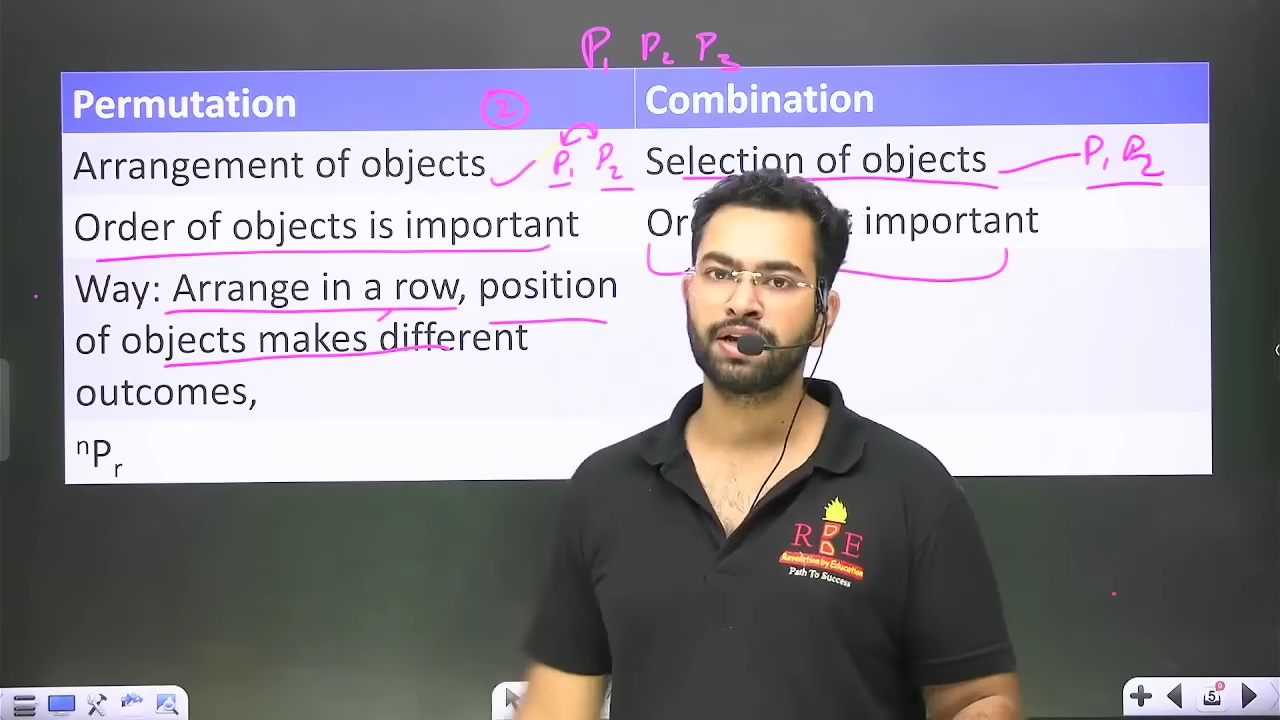 P1 P2 P3
Permutation
2
Combination
Arrangement of objects
P1 P2
Selection of objects
P1 P2
Order of objects is important
important
Way: Arrange in a row, position
of objects makes different
outcomes,
nPr
RBE
Revolution by Education
Path To Success
5